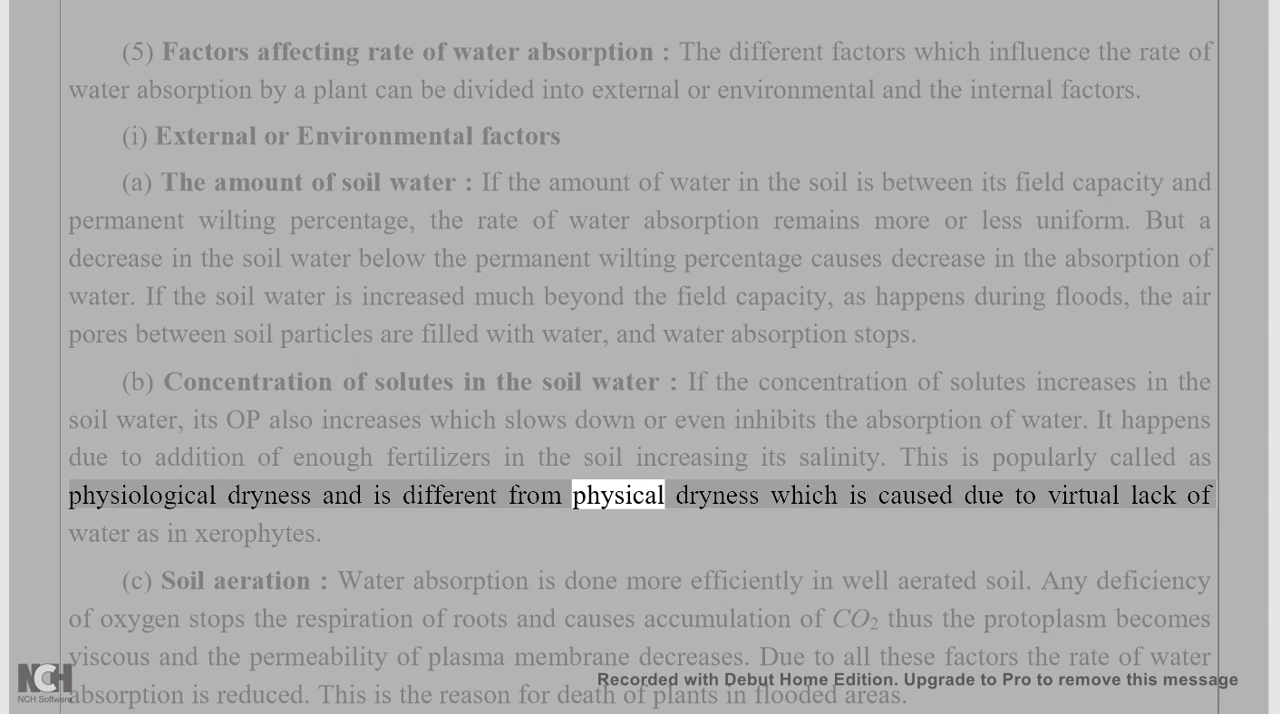 (5) Factors affecting rate of water absorption : The different factors which influence the rate of
water absorption by a plant can be divided into external or environmental and the internal factors.
(i) External or Environmental factors
(a) The amount of soil water : If the amount of water in the soil is between its field capacity and
permanent wilting percentage, the rate of water absorption remains more or less uniform. But a
decrease in the soil water below the permanent wilting percentage causes decrease in the absorption of
water. If the soil water is increased much beyond the field capacity, as happens during floods, the air
pores between soil particles are filled with water, and water absorption stops.
(b) Concentration of solutes in the soil water : If the concentration of solutes increases in the
soil water, its OP also increases which slows down or even inhibits the absorption of water. It happens
due to addition of enough fertilizers in the soil increasing its salinity. This is popularly called as
physiological dryness and is different from physical dryness which is caused due to virtual lack of
water as in xerophytes.
(c) Soil aeration : Water absorption is done more efficiently in well aerated soil. Any deficiency
of oxygen stops the respiration of roots and causes accumulation of CO₂ thus the protoplasm becomes
viscous and the permeability of plasma membrane decreases. Due to all these factors the rate of water
absorption is reduced. This is the reason for death of plants in flooded areas.
Recorded with Debut Home Edition. Upgrade to Pro to remove this message
NCH
NCH Software